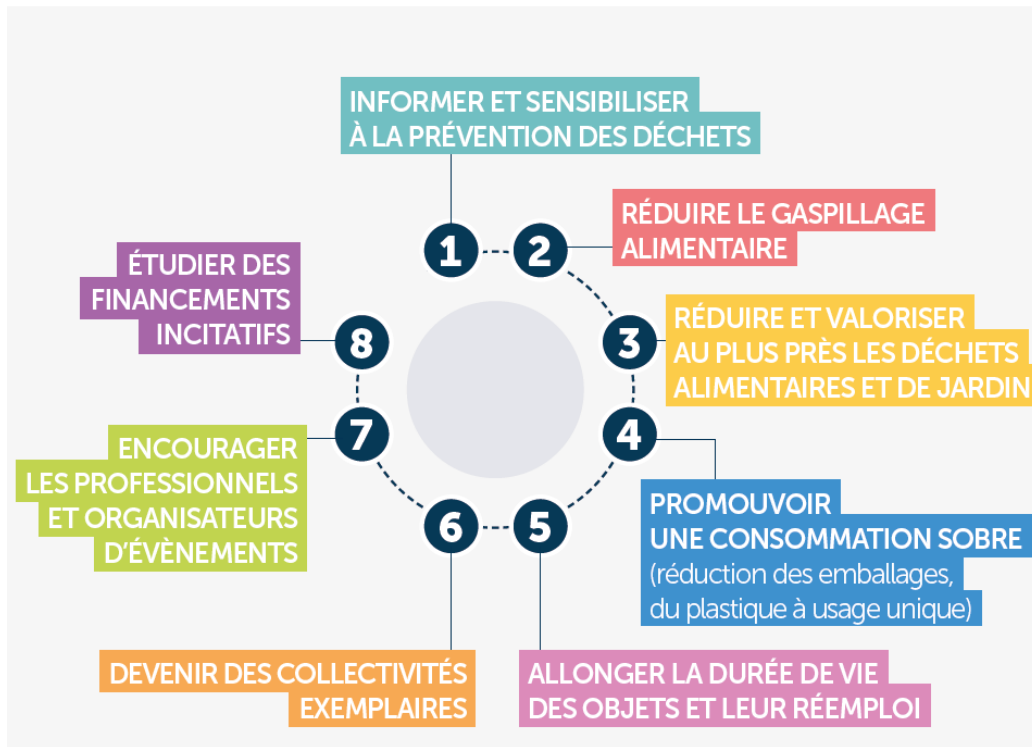 INFORMER ET SENSIBILISER
À LA PRÉVENTION DES DÉCHETS
1
2
RÉDUIRE LE GASPILLAGE
ALIMENTAIRE
3
RÉDUIRE ET VALORISER
AU PLUS PRÈS LES DÉCHETS
ALIMENTAIRES ET DE JARDIN
4
PROMOUVOIR
UNE CONSOMMATION SOBRE
(réduction des emballages,
du plastique à usage unique)
5
ALLONGER LA DURÉE DE VIE
DES OBJETS ET LEUR RÉEMPLOI
6
DEVENIR DES COLLECTIVITÉS
EXEMPLAIRES
7
ENCOURAGER
LES PROFESSIONNELS
ET ORGANISATEURS
D’ÉVÈNEMENTS
8
ÉTUDIER DES
FINANCEMENTS
INCITATIFS